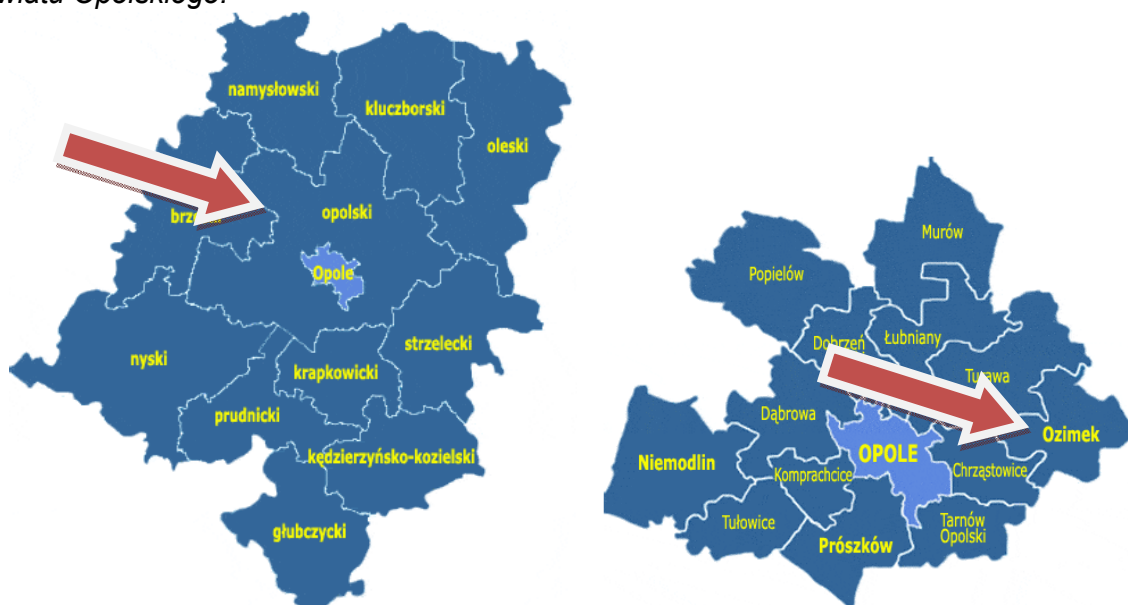 Opolskiego.
namysłowski
kluczborski
oleski
opolski
Opole
nyski
strzelecki
krapkowicki
prudnicki
kędzierzyńsko-kozielski
głubczycki
Murów
Popielów
Dobrzeń
Łubniany
Dąbrowa
Ozimek
Niemodlin
OPOLE
Komprachcice
Chrząstowice
Tułowice
Prószków
Tarnów
Opolski